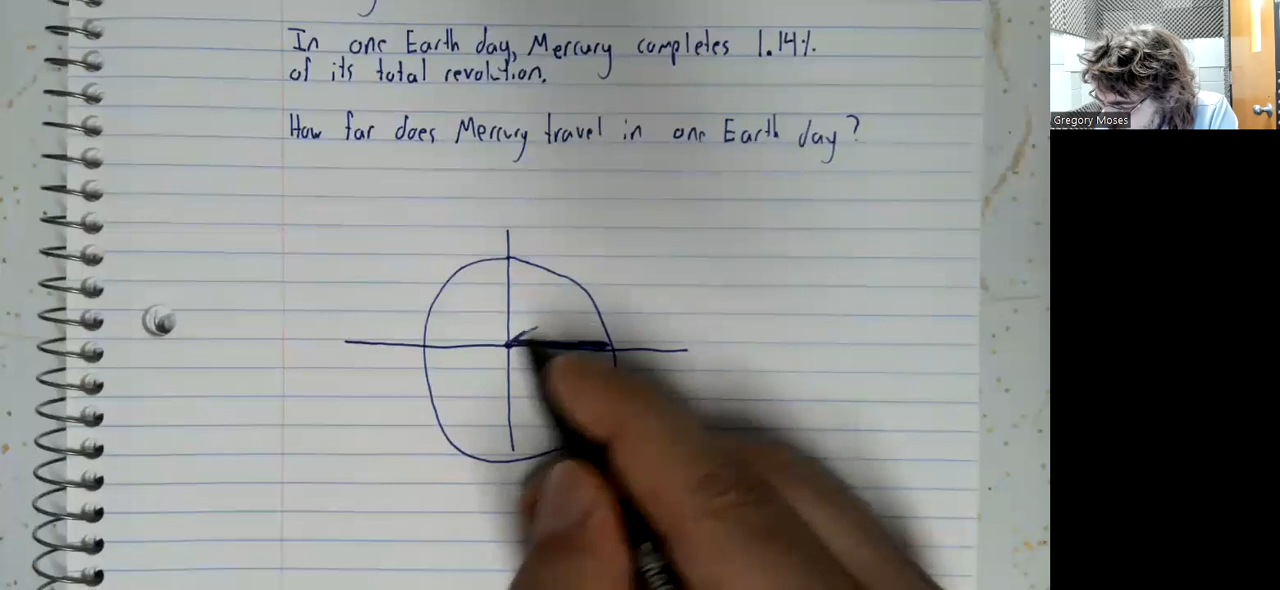 In one Earth day, Mercury completes 1.14%
of its total revolution.
How far does Mercury travel in one Earth day?
Gregory Moses